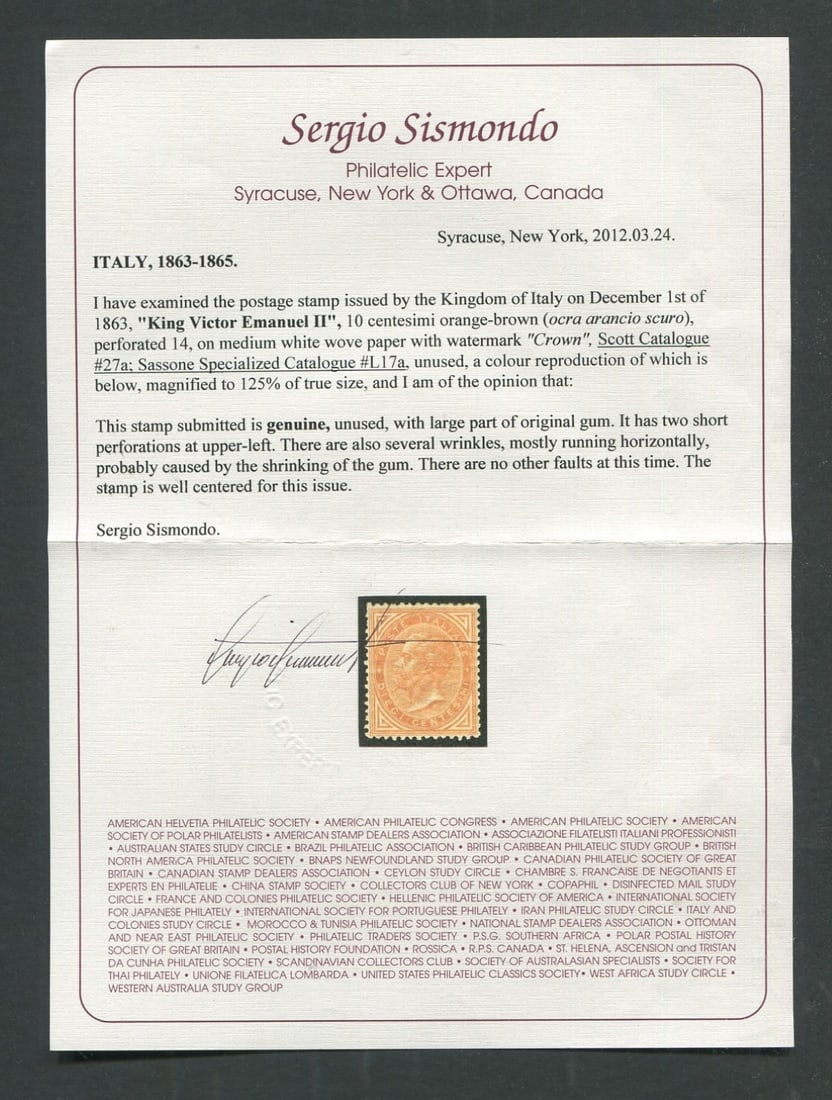 Sergio Sismondo
Philatelic Expert
Syracuse, New York & Ottawa, Canada
Syracuse, New York, 2012.03.24.
ITALY, 1863-1865.
I have examined the postage stamp issued by the Kingdom of Italy on December 1st of
1863, "King Victor Emanuel II", 10 centesimi orange-brown (ocra arancio scuro),
perforated 14, on medium white wove paper with watermark "Crown", Scott Catalogue
#27a; Sassone Specialized Catalogue #L17a, unused, a colour reproduction of which is
below, magnified to 125% of true size, and I am of the opinion that:
This stamp submitted is genuine, unused, with large part of original gum. It has two short
perforations at upper-left. There are also several wrinkles, mostly running horizontally,
probably caused by the shrinking of the gum. There are no other faults at this time. The
stamp is well centered for this issue.
Sergio Sismondo.
POSTE ITALIANE
DIECI CENTESIMI
AMERICAN HELVETIA PHILATELIC SOCIETY • AMERICAN PHILATELIC CONGRESS • AMERICAN PHILATELIC SOCIETY • AMERICAN
SOCIETY OF POLAR PHILATELISTS • AMERICAN STAMP DEALERS ASSOCIATION • ASSOCIAZIONE FILATELISTI ITALIANI PROFESSIONISTI
• AUSTRALIAN STATES STUDY CIRCLE • BRAZIL PHILATELIC ASSOCIATION • BRITISH CARIBBEAN PHILATELIC STUDY GROUP • BRITISH
NORTH AMERICA PHILATELIC SOCIETY • BNAPS NEWFOUNDLAND STUDY GROUP • CANADIAN PHILATELIC SOCIETY OF GREAT
BRITAIN • CANADIAN STAMP DEALERS ASSOCIATION • CEYLON STUDY CIRCLE • CHAMBRE S. FRANCAISE DE NEGOTIANTS ET
EXPERTS EN PHILATELIE • CHINA STAMP SOCIETY • COLLECTORS CLUB OF NEW YORK • COPAPHIL • DISINFECTED MAIL STUDY
CIRCLE • FRANCE AND COLONIES PHILATELIC SOCIETY • HELLENIC PHILATELIC SOCIETY OF AMERICA • INTERNATIONAL SOCIETY
FOR JAPANESE PHILATELY • INTERNATIONAL SOCIETY FOR PORTUGUESE PHILATELY • IRAN PHILATELIC STUDY CIRCLE • ITALY AND
COLONIES STUDY CIRCLE • MOROCCO & TUNISIA PHILATELIC SOCIETY • NATIONAL STAMP DEALERS ASSOCIATION • OTTOMAN
AND NEAR EAST PHILATELIC SOCIETY • PHILATELIC TRADERS SOCIETY • P.S.G. SOUTHERN AFRICA • POLAR POSTAL HISTORY
SOCIETY OF GREAT BRITAIN • POSTAL HISTORY FOUNDATION • ROSSICA • R.P.S. CANADA • ST. HELENA, ASCENSION and TRISTAN
DA CUNHA PHILATELIC SOCIETY • SCANDINAVIAN COLLECTORS CLUB • SOCIETY OF AUSTRALASIAN SPECIALISTS • SOCIETY FOR
THAI PHILATELY • UNIONE FILATELICA LOMBARDA • UNITED STATES PHILATELIC CLASSICS SOCIETY• WEST AFRICA STUDY CIRCLE •
WESTERN AUSTRALIA STUDY GROUP